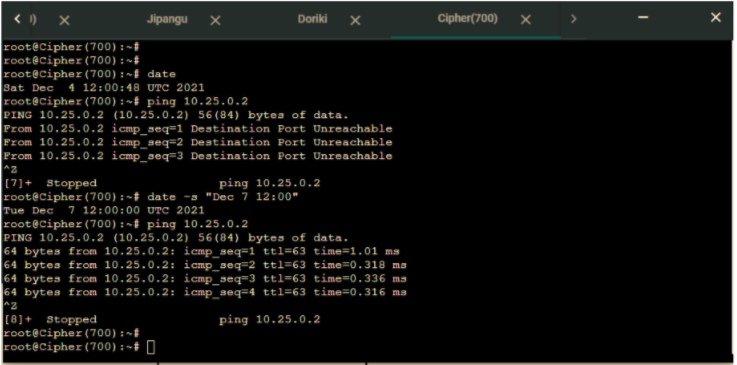 Jipangu
Doriki
Cipher(700)
root@Cipher(700):~#
root@Cipher(700):~#
root@Cipher(700):~# date
Sat Dec  4 12:00:48 UTC 2021
root@Cipher(700):~# ping 10.25.0.2
PING 10.25.0.2 (10.25.0.2) 56(84) bytes of data.
From 10.25.0.2 icmp_seq=1 Destination Port Unreachable
From 10.25.0.2 icmp_seq=2 Destination Port Unreachable
From 10.25.0.2 icmp_seq=3 Destination Port Unreachable
^Z
[7]+  Stopped                 ping 10.25.0.2
root@Cipher(700):~# date -s "Dec 7 12:00"
Tue Dec  7 12:00:00 UTC 2021
root@Cipher(700):~# ping 10.25.0.2
PING 10.25.0.2 (10.25.0.2) 56(84) bytes of data.
64 bytes from 10.25.0.2: icmp_seq=1 ttl=63 time=1.01 ms
64 bytes from 10.25.0.2: icmp_seq=2 ttl=63 time=0.318 ms
64 bytes from 10.25.0.2: icmp_seq=3 ttl=63 time=0.336 ms
64 bytes from 10.25.0.2: icmp_seq=4 ttl=63 time=0.316 ms
^Z
[8]+  Stopped                 ping 10.25.0.2
root@Cipher(700):~#
root@Cipher(700):~#